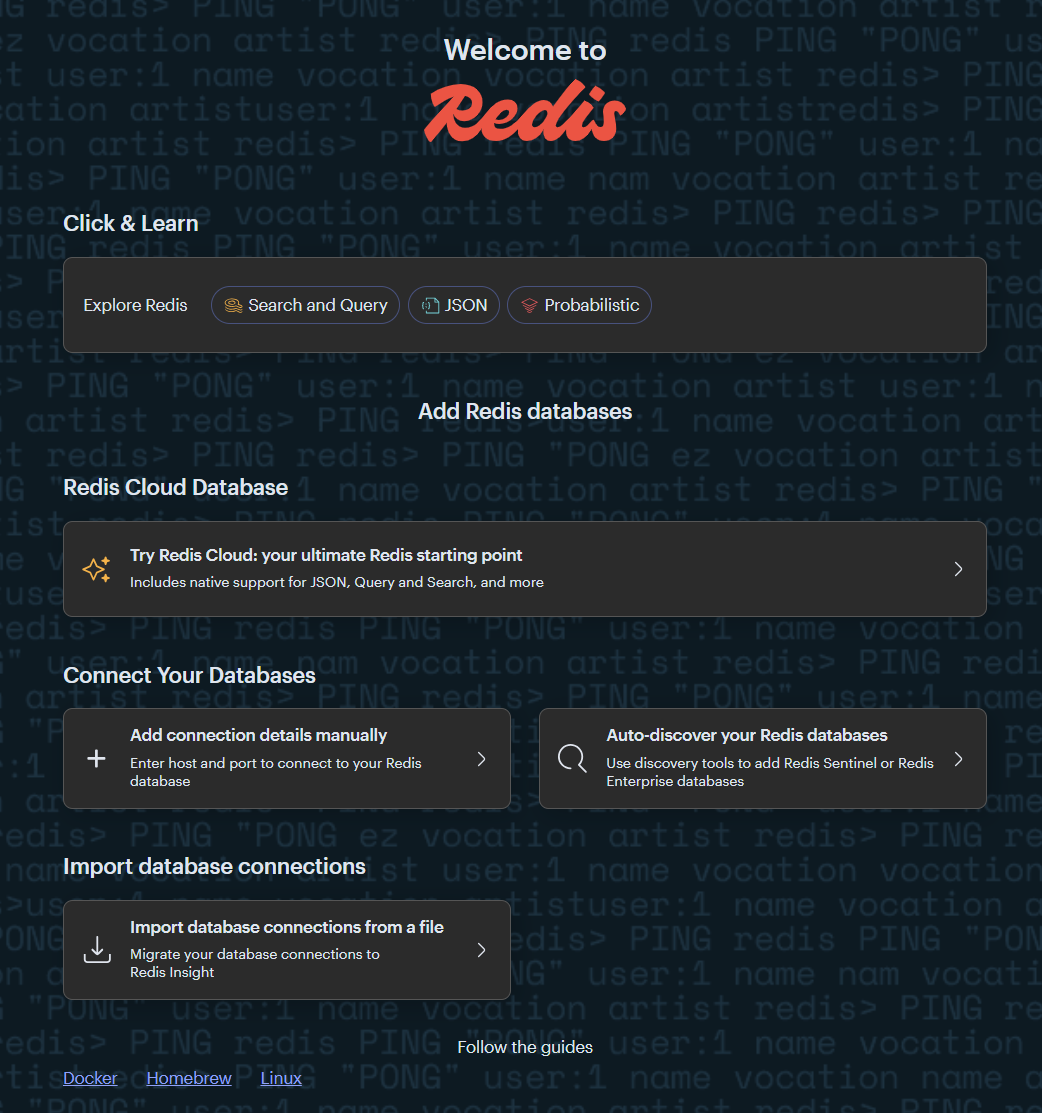 Welcome to
Redis
Click & Learn
Explore Redis
Search and Query
JSON
Probabilistic
Add Redis databases
Redis Cloud Database
Try Redis Cloud: your ultimate Redis starting point
Includes native support for JSON, Query and Search, and more
Connect Your Databases
Add connection details manually
Enter host and port to connect to your Redis
database
Auto-discover your Redis databases
Use discovery tools to add Redis Sentinel or Redis
Enterprise databases
Import database connections
Import database connections from a file
Migrate your database connections to
Redis Insight
Follow the guides
Docker Homebrew Linux